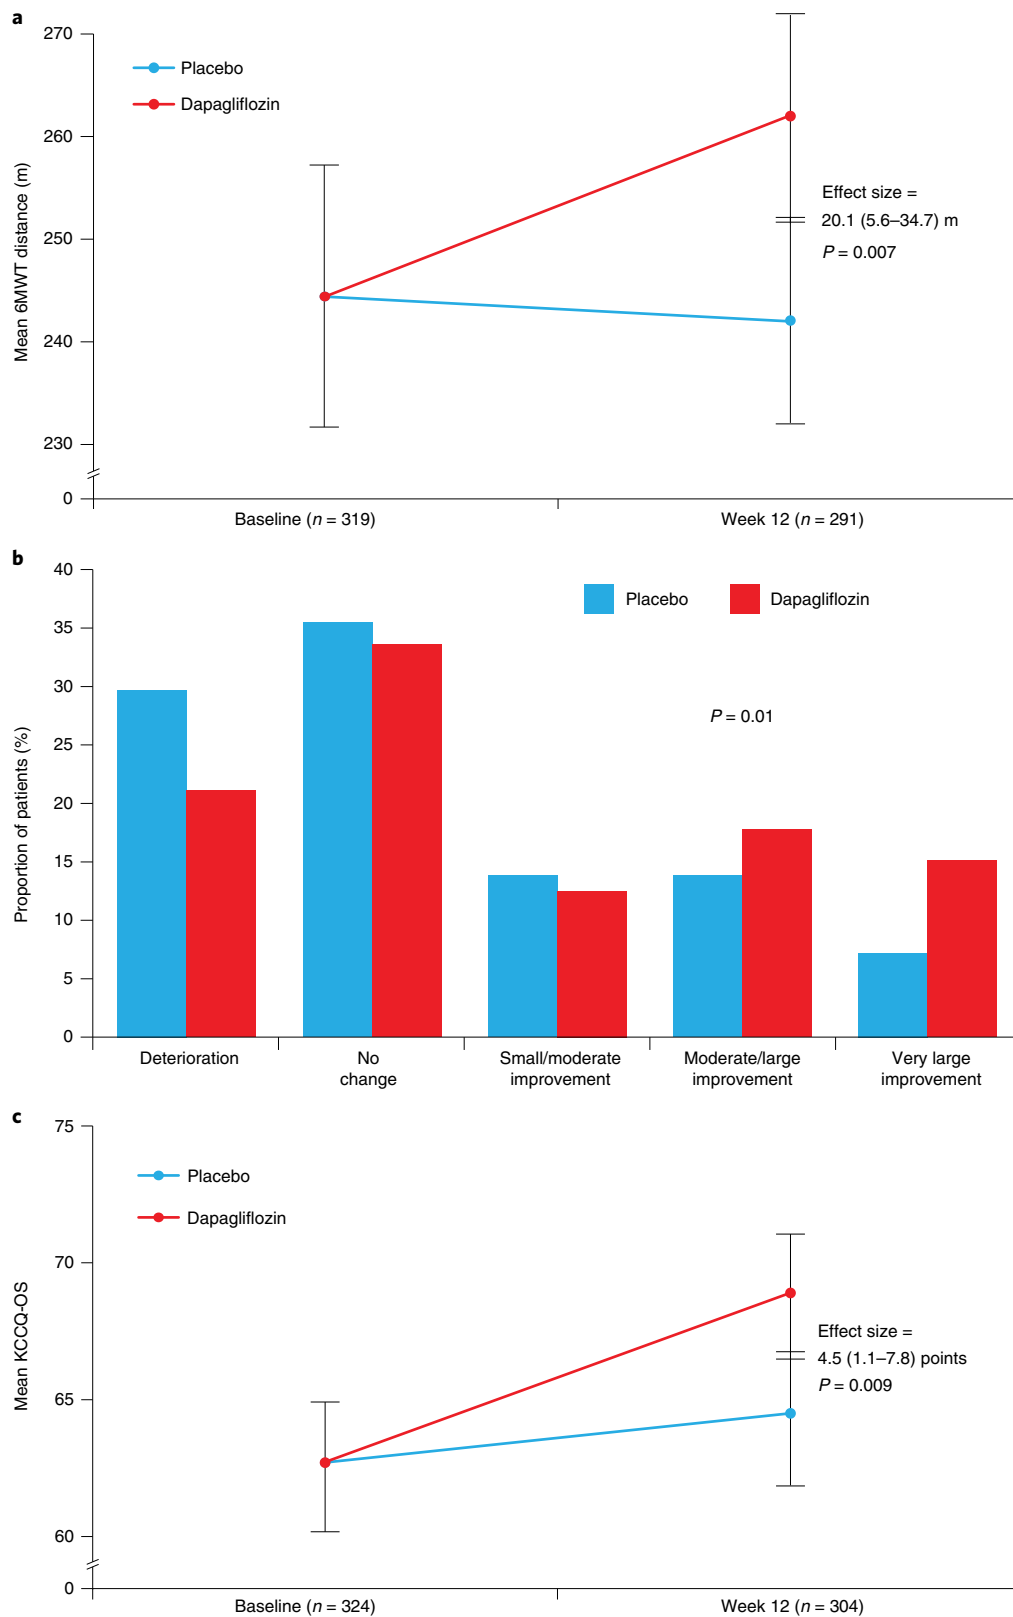 a
270
260
250
240
230
0
Mean 6MWT distance (m)
Placebo
Dapagliflozin
Effect size =
20.1 (5.6–34.7) m
P = 0.007
Baseline (n = 319)
Week 12 (n = 291)
b
40
35
30
25
20
15
10
5
0
Proportion of patients (%)
Placebo
Dapagliflozin
P = 0.01
Deterioration
No
change
Small/moderate
improvement
Moderate/large
improvement
Very large
improvement
c
75
70
65
60
0
Mean KCCQ-OS
Placebo
Dapagliflozin
Effect size =
4.5 (1.1–7.8) points
P = 0.009
Baseline (n = 324)
Week 12 (n = 304)